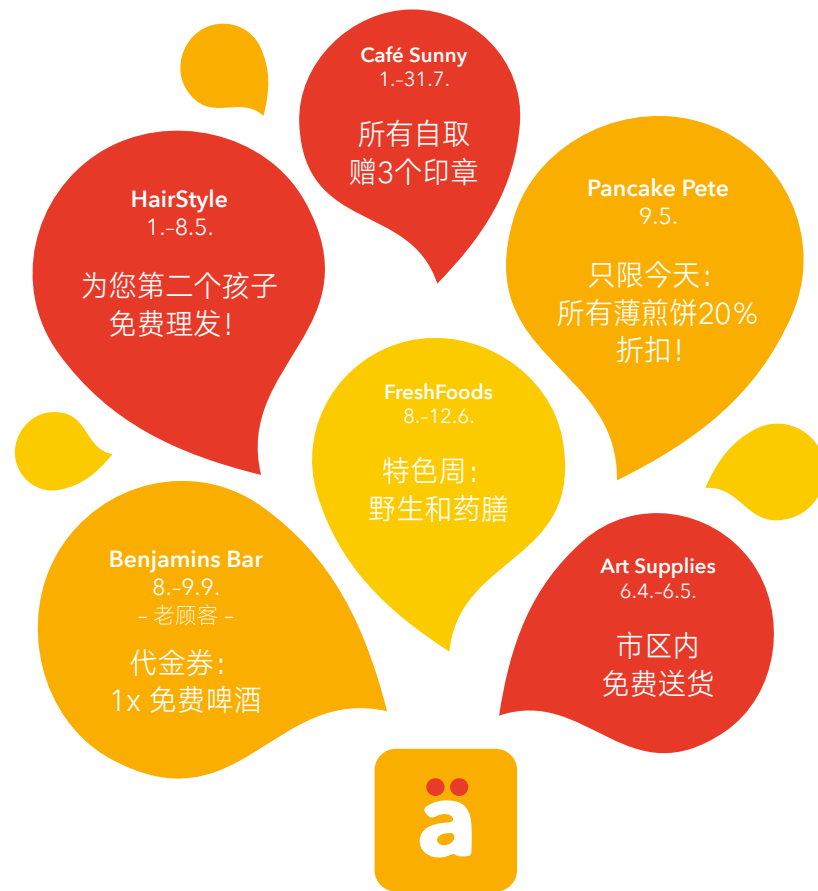 Café Sunny
1.–31.7.
所有自取
赠3个印章
HairStyle
1.–8.5.
为您第二个孩子
免费理发！
Pancake Pete
9.5.
只限今天：
所有薄煎饼20%
折扣！
FreshFoods
8.–12.6.
特色周：
野生和药膳
Benjamins Bar
8.–9.9.
– 老顾客 –
代金券：
1x 免费啤酒
Art Supplies
6.4.–6.5.
市区内
免费送货
ä